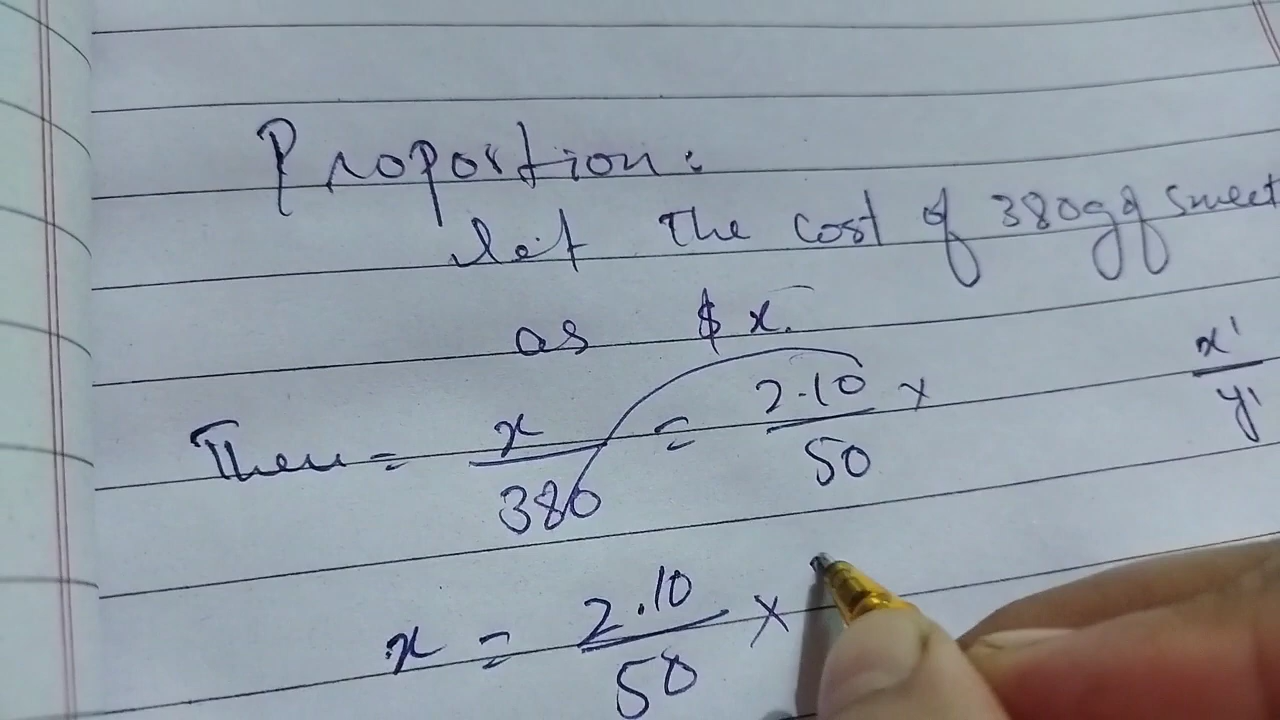 Proportion:
let the cost of 380g of sweet
as $ x.
Then = x/380 = 2.10/50 ×
x'/y'
x = 2.10/50 ×